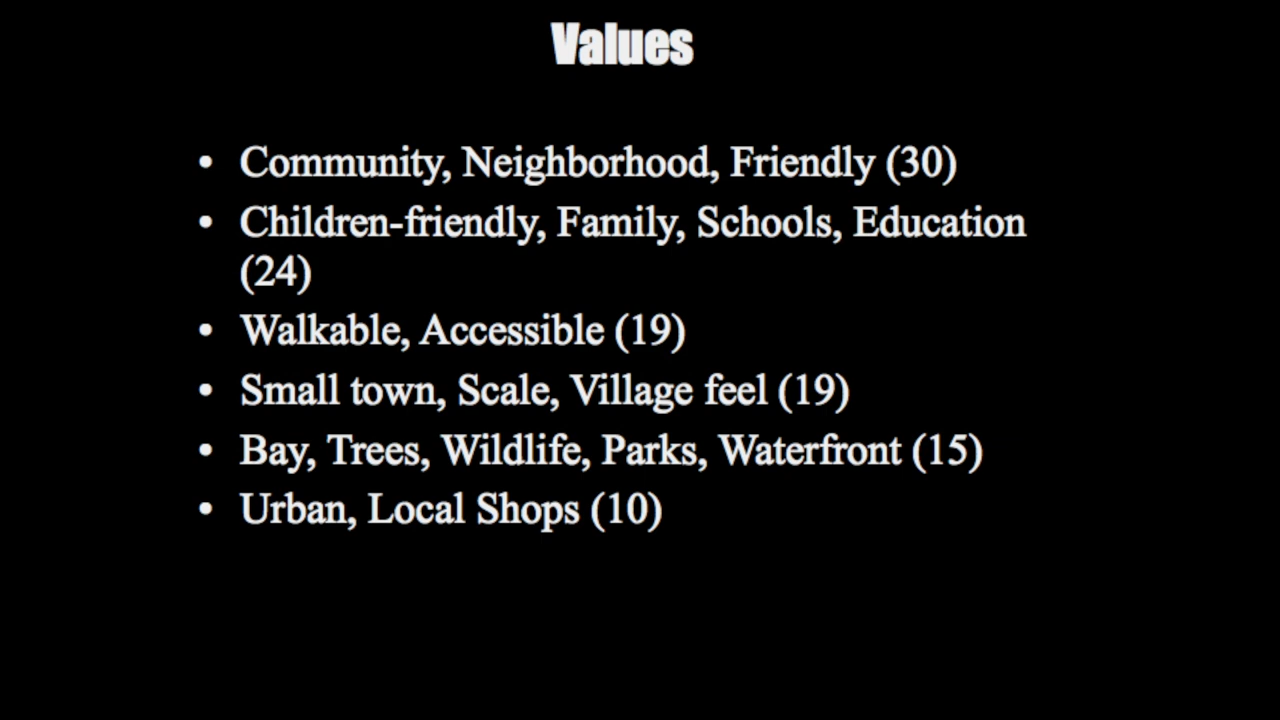 Values
• Community, Neighborhood, Friendly (30)
• Children-friendly, Family, Schools, Education
(24)
• Walkable, Accessible (19)
• Small town, Scale, Village feel (19)
• Bay, Trees, Wildlife, Parks, Waterfront (15)
• Urban, Local Shops (10)